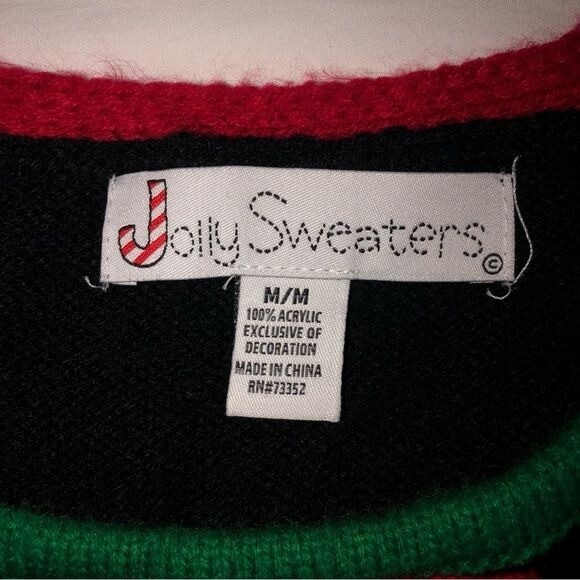 Jolly Sweaters ©
M/M
100% ACRYLIC
EXCLUSIVE OF
DECORATION
MADE IN CHINA
RN#73352